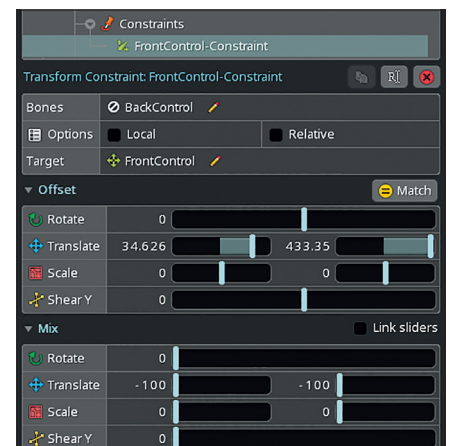 Constraints
FrontControl-Constraint
Transform Constraint: FrontControl-Constraint
Bones BackControl
Options Local Relative
Target FrontControl
Offset Match
Rotate 0
Translate 34.626 433.35
Scale 0 0
Shear Y 0
Mix Link sliders
Rotate 0
Translate -100 -100
Scale 0 0
Shear Y 0